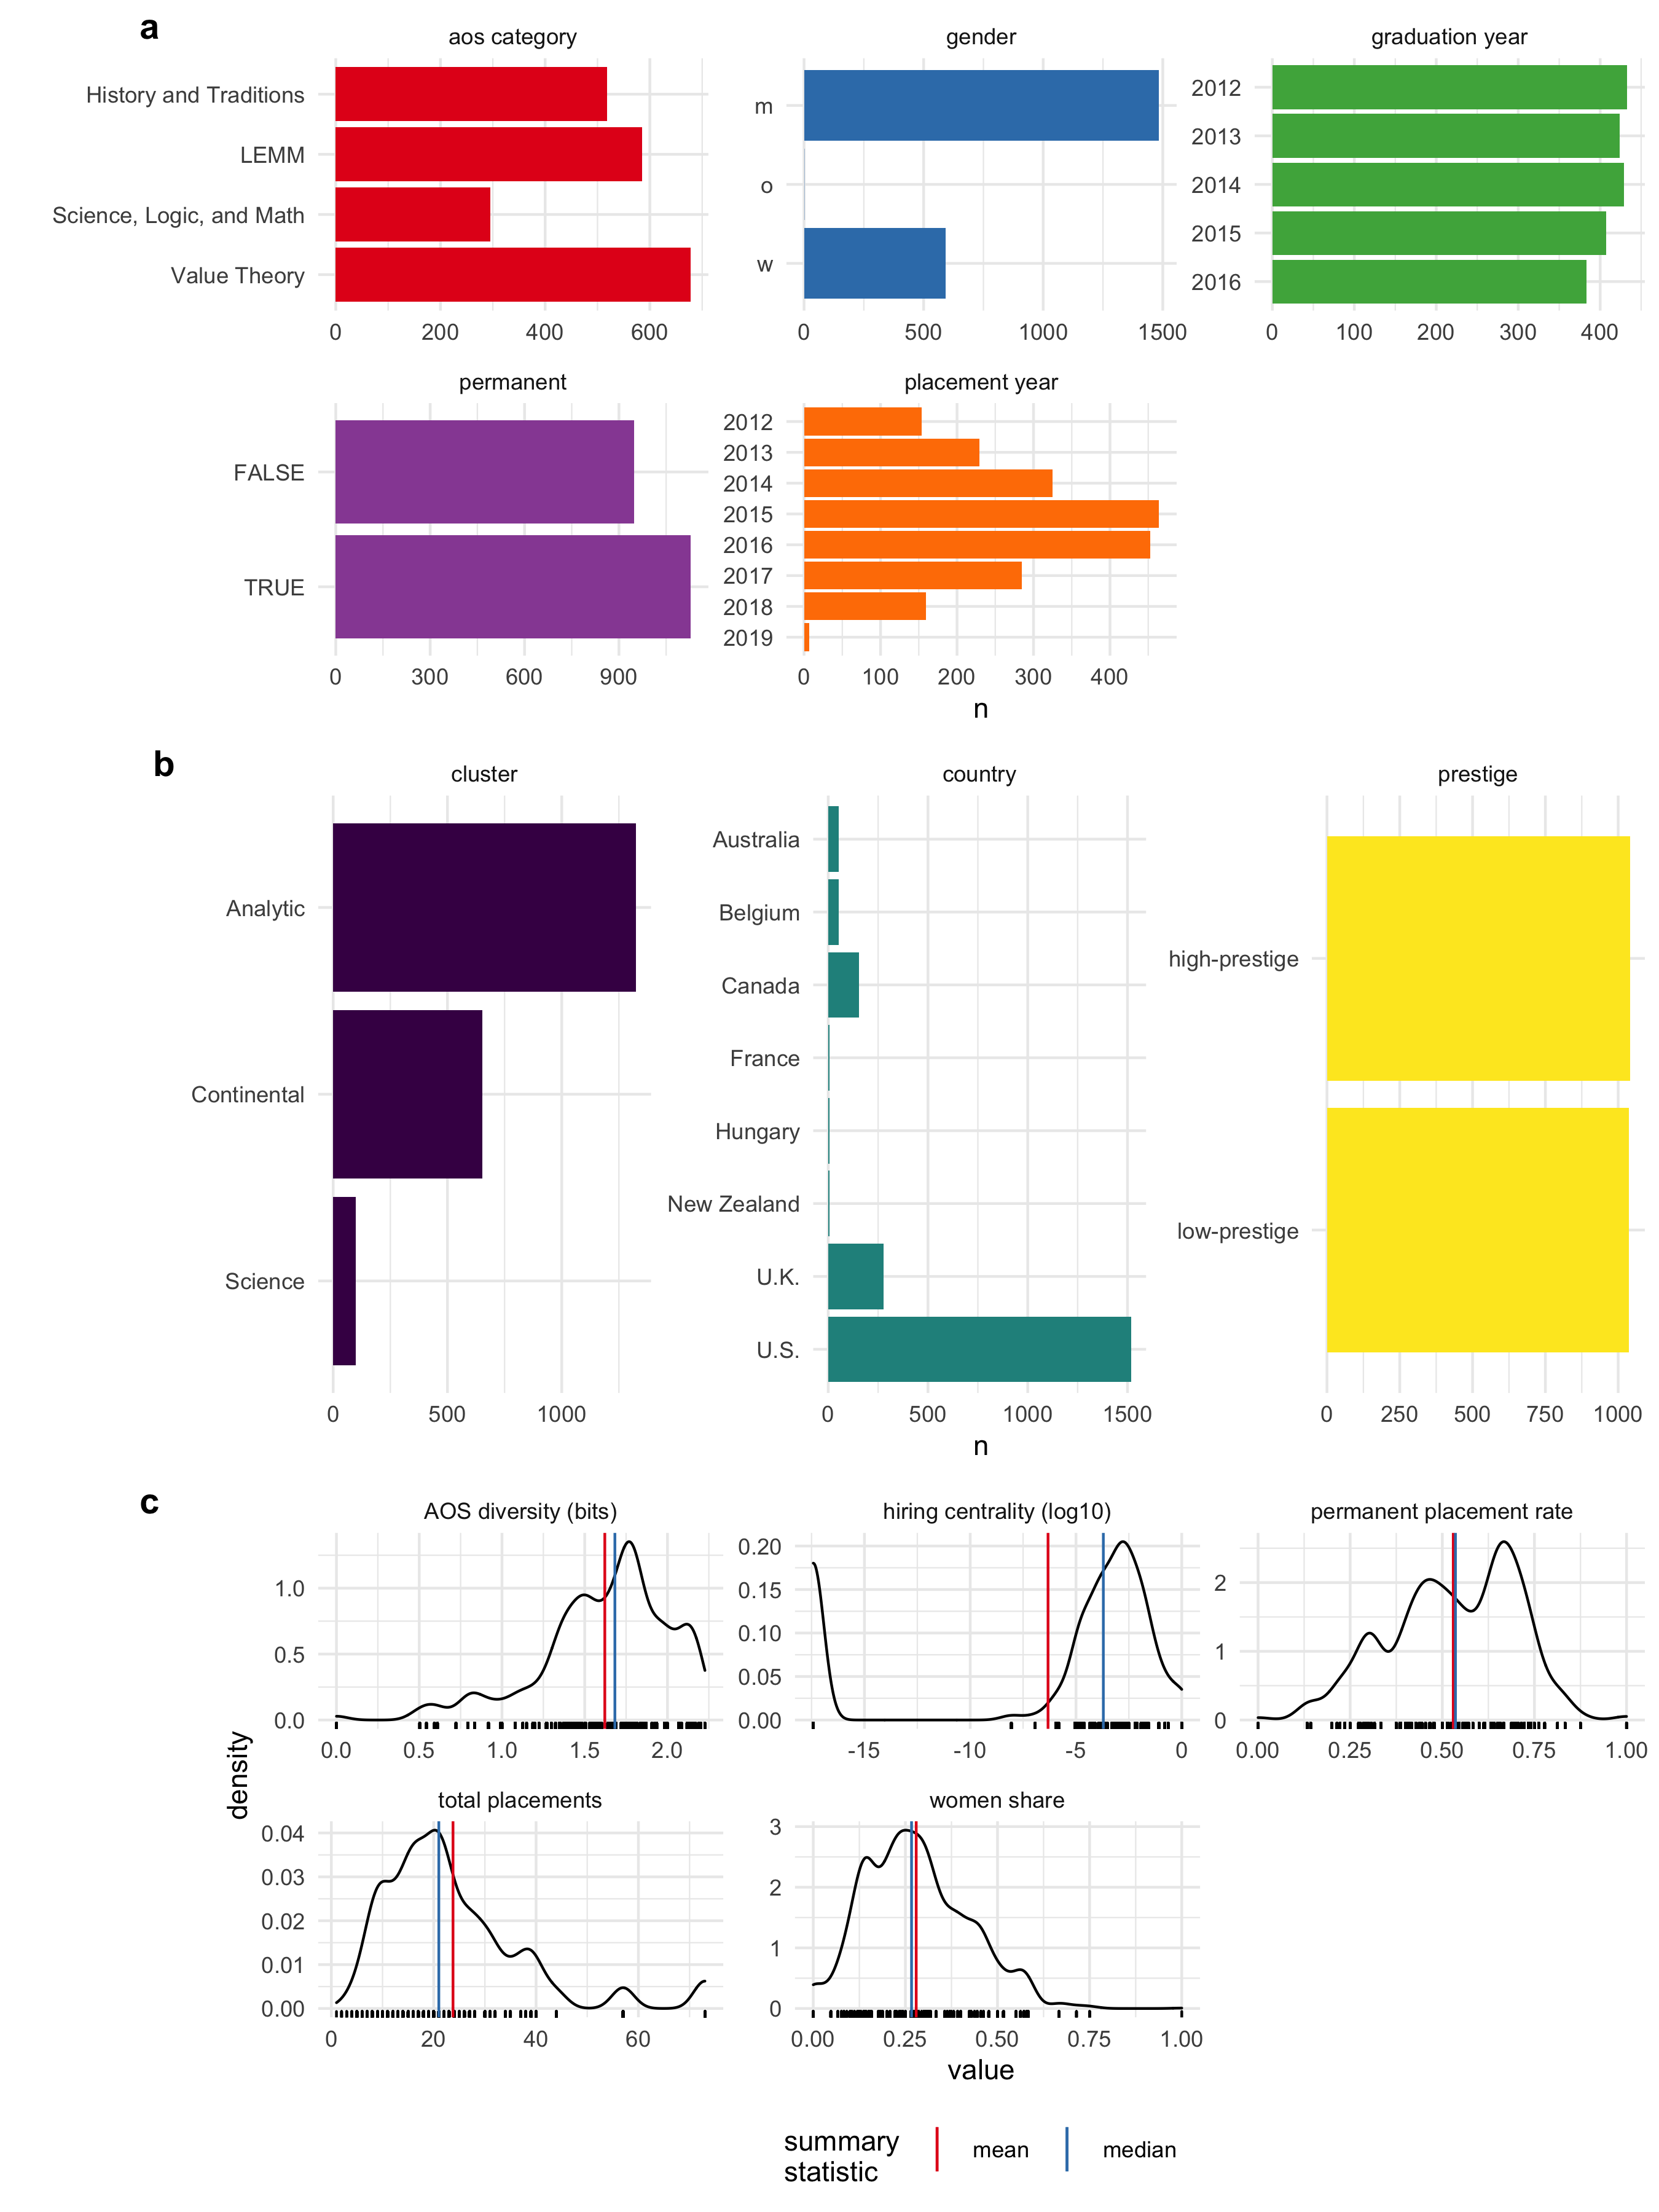 a
aos category
History and Traditions
LEMM
Science, Logic, and Math
Value Theory
0 200 400 600
gender
m
o
w
0 500 1000 1500
graduation year
2012
2013
2014
2015
2016
0 100 200 300 400
permanent
FALSE
TRUE
0 300 600 900
placement year
2012
2013
2014
2015
2016
2017
2018
2019
0 100 200 300 400
n
b
cluster
Analytic
Continental
Science
0 500 1000
country
Australia
Belgium
Canada
France
Hungary
New Zealand
U.K.
U.S.
0 500 1000 1500
prestige
high-prestige
low-prestige
0 250 500 750 1000
n
c
density
AOS diversity (bits)
1.0
0.5
0.0
0.0 0.5 1.0 1.5 2.0
hiring centrality (log10)
0.20
0.15
0.10
0.05
0.00
-15 -10 -5 0
permanent placement rate
2
1
0
0.00 0.25 0.50 0.75 1.00
total placements
0.04
0.03
0.02
0.01
0.00
0 20 40 60
women share
3
2
1
0
0.00 0.25 0.50 0.75 1.00
value
summary
statistic
mean median